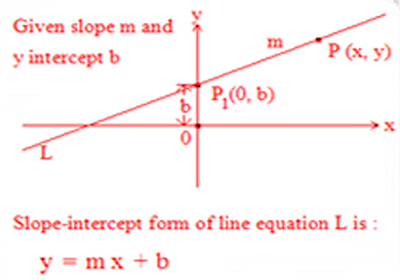 Given slope m and
y intercept b
y
m
P (x, y)
P₁(0, b)
b
x
0
L
Slope-intercept form of line equation L is :
y = m x + b